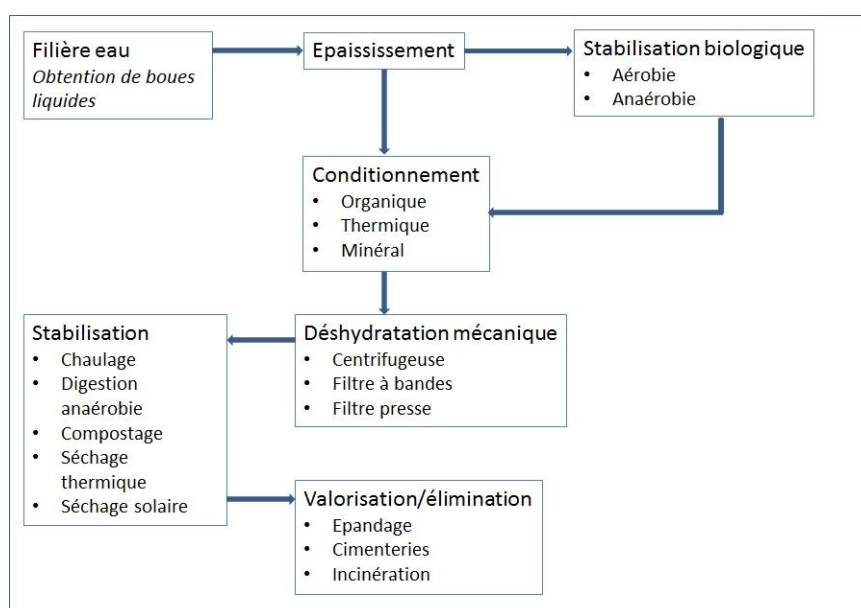 Filière eau
Obtention de boues
liquides
Epaississement
Stabilisation biologique
• Aérobie
• Anaérobie
Conditionnement
• Organique
• Thermique
• Minéral
Stabilisation
• Chaulage
• Digestion
anaérobie
• Compostage
• Séchage
thermique
• Séchage solaire
Déshydratation mécanique
• Centrifugeuse
• Filtre à bandes
• Filtre presse
Valorisation/élimination
• Epandage
• Cimenteries
• Incinération